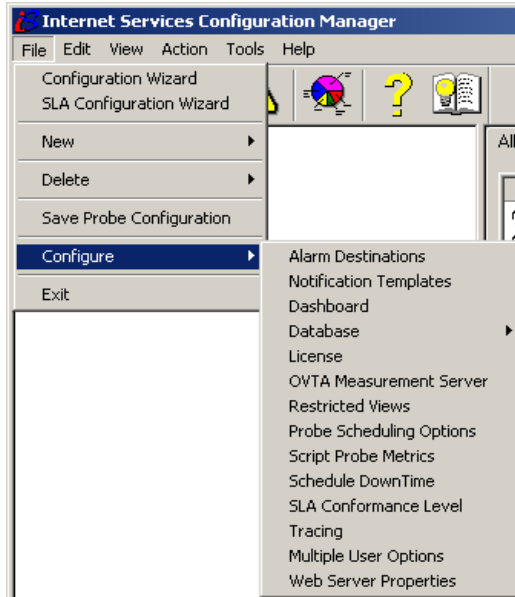 Internet Services Configuration Manager
File Edit View Action Tools Help
Configuration Wizard
SLA Configuration Wizard
New
Delete
Save Probe Configuration
Configure
Exit
Alarm Destinations
Notification Templates
Dashboard
Database
License
OVTA Measurement Server
Restricted Views
Probe Scheduling Options
Script Probe Metrics
Schedule DownTime
SLA Conformance Level
Tracing
Multiple User Options
Web Server Properties